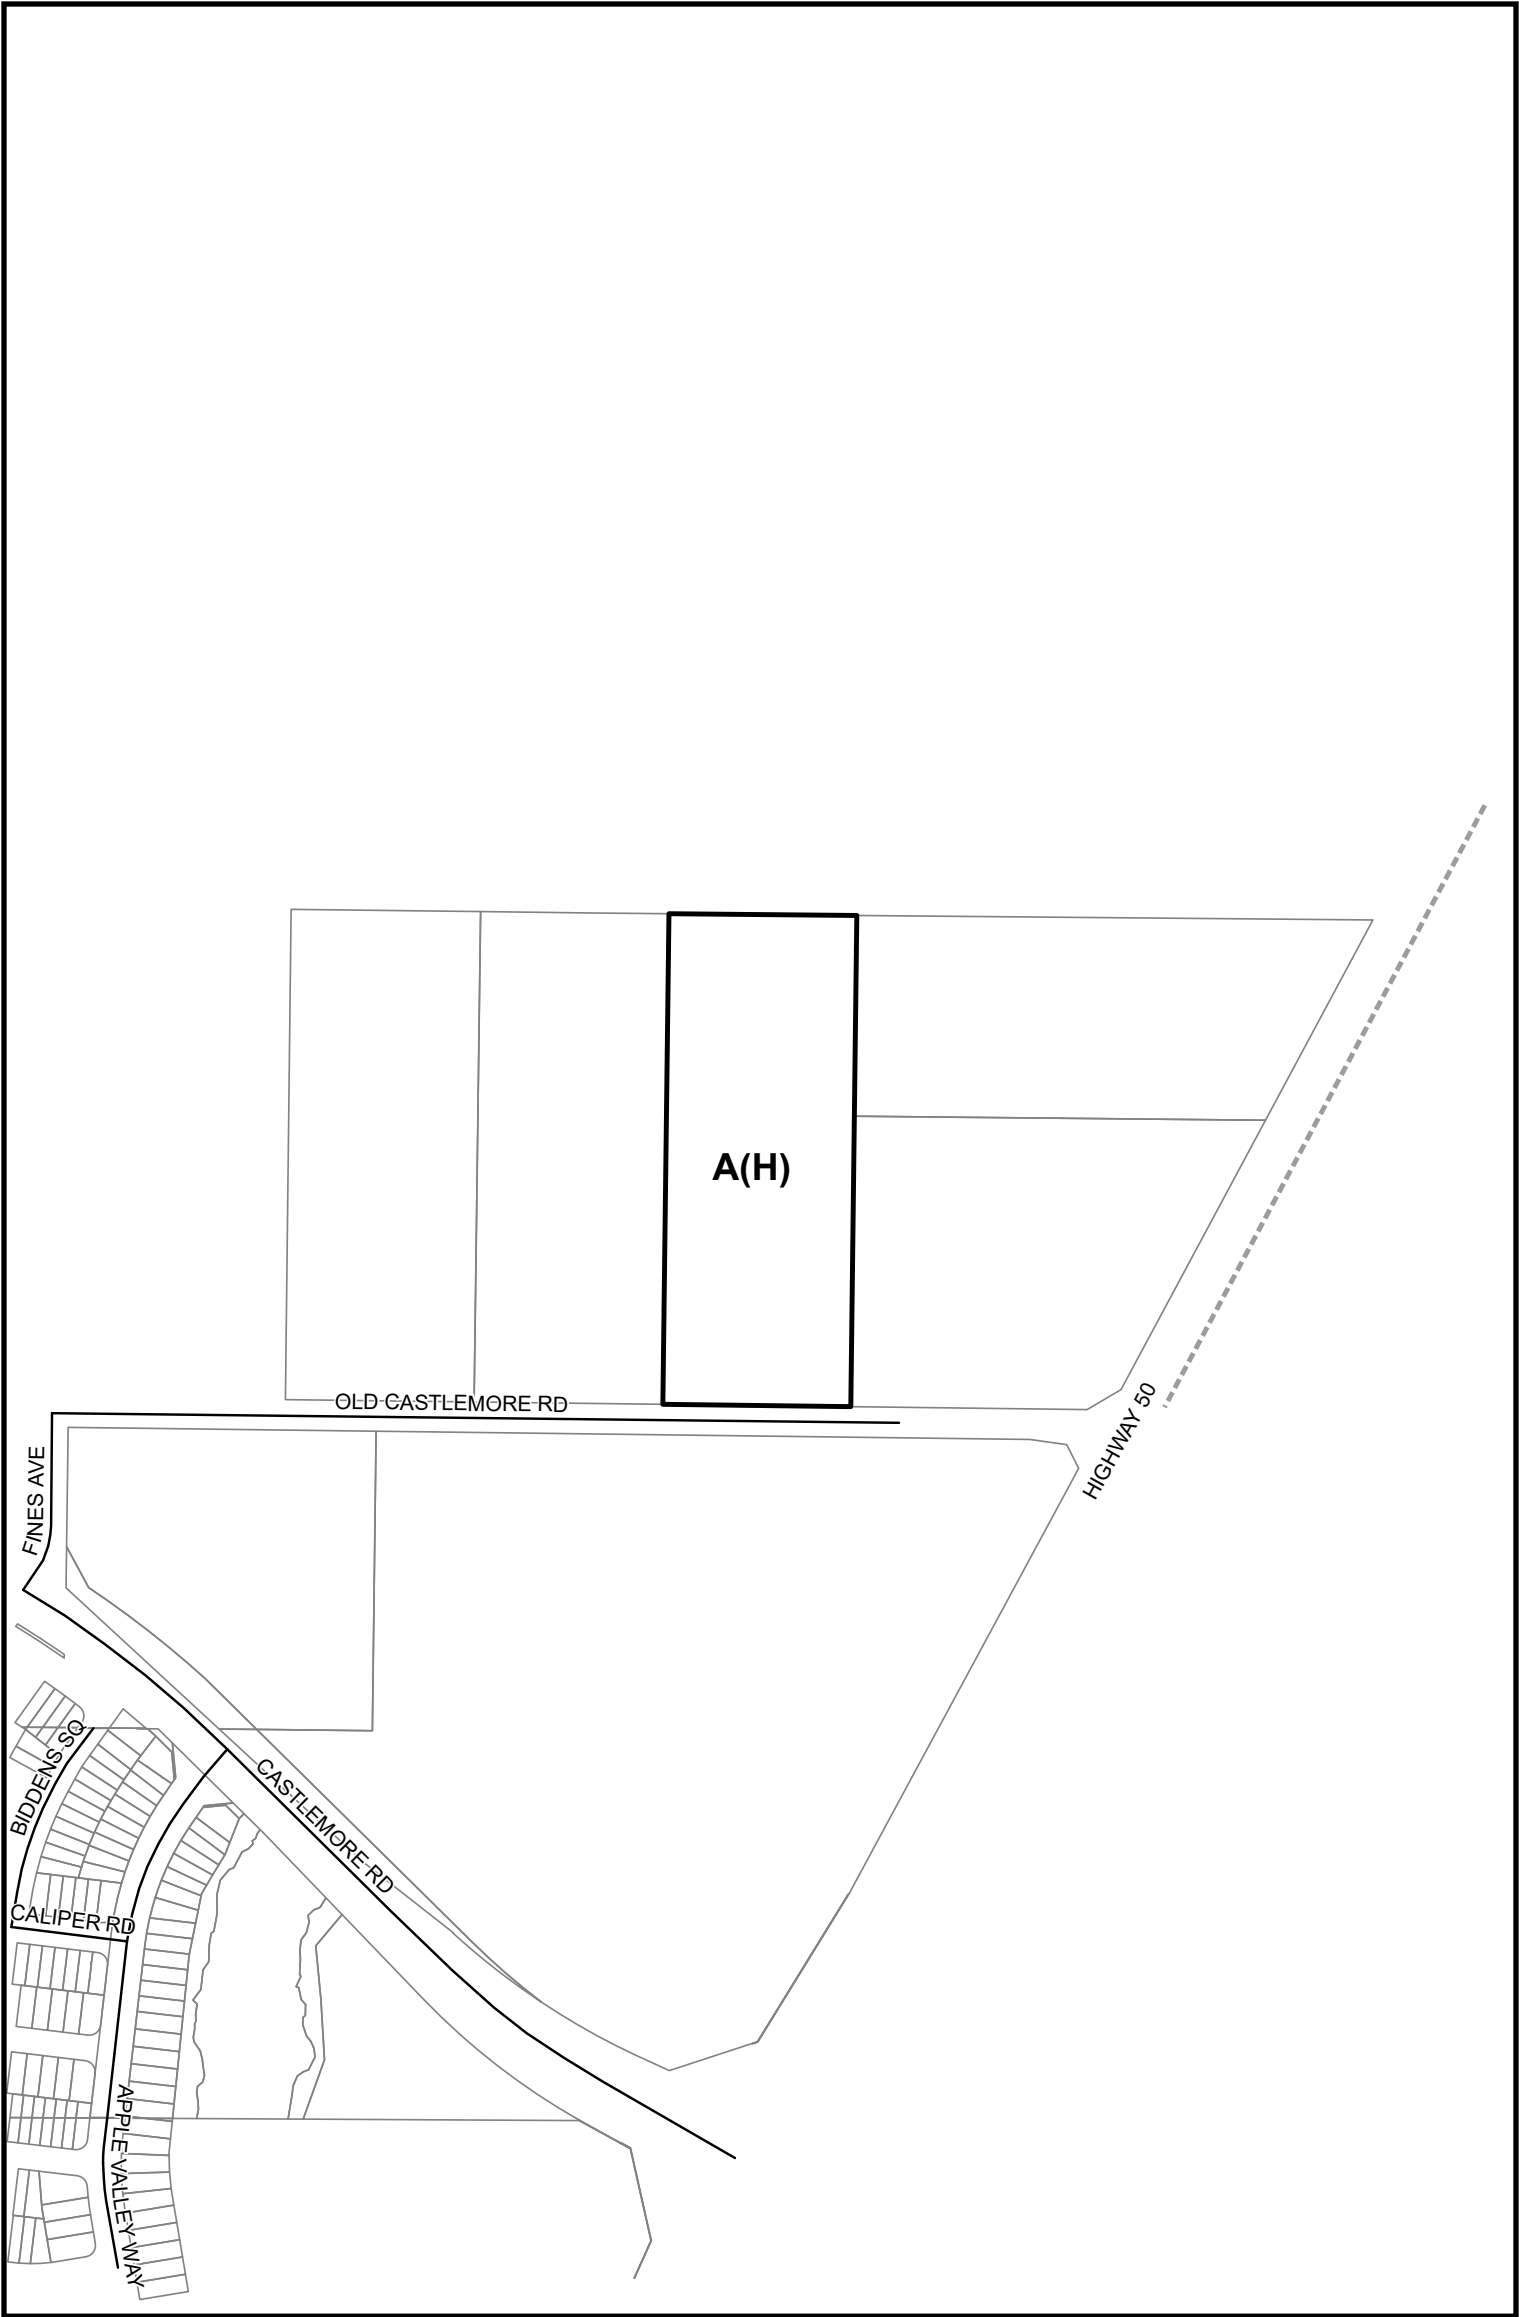 A(H)
OLD CASTLEMORE RD
HIGHWAY 50
FINES AVE
BIDDENS SQ
CASTLEMORE RD
CALIPER RD
APPLE VALLEY WAY